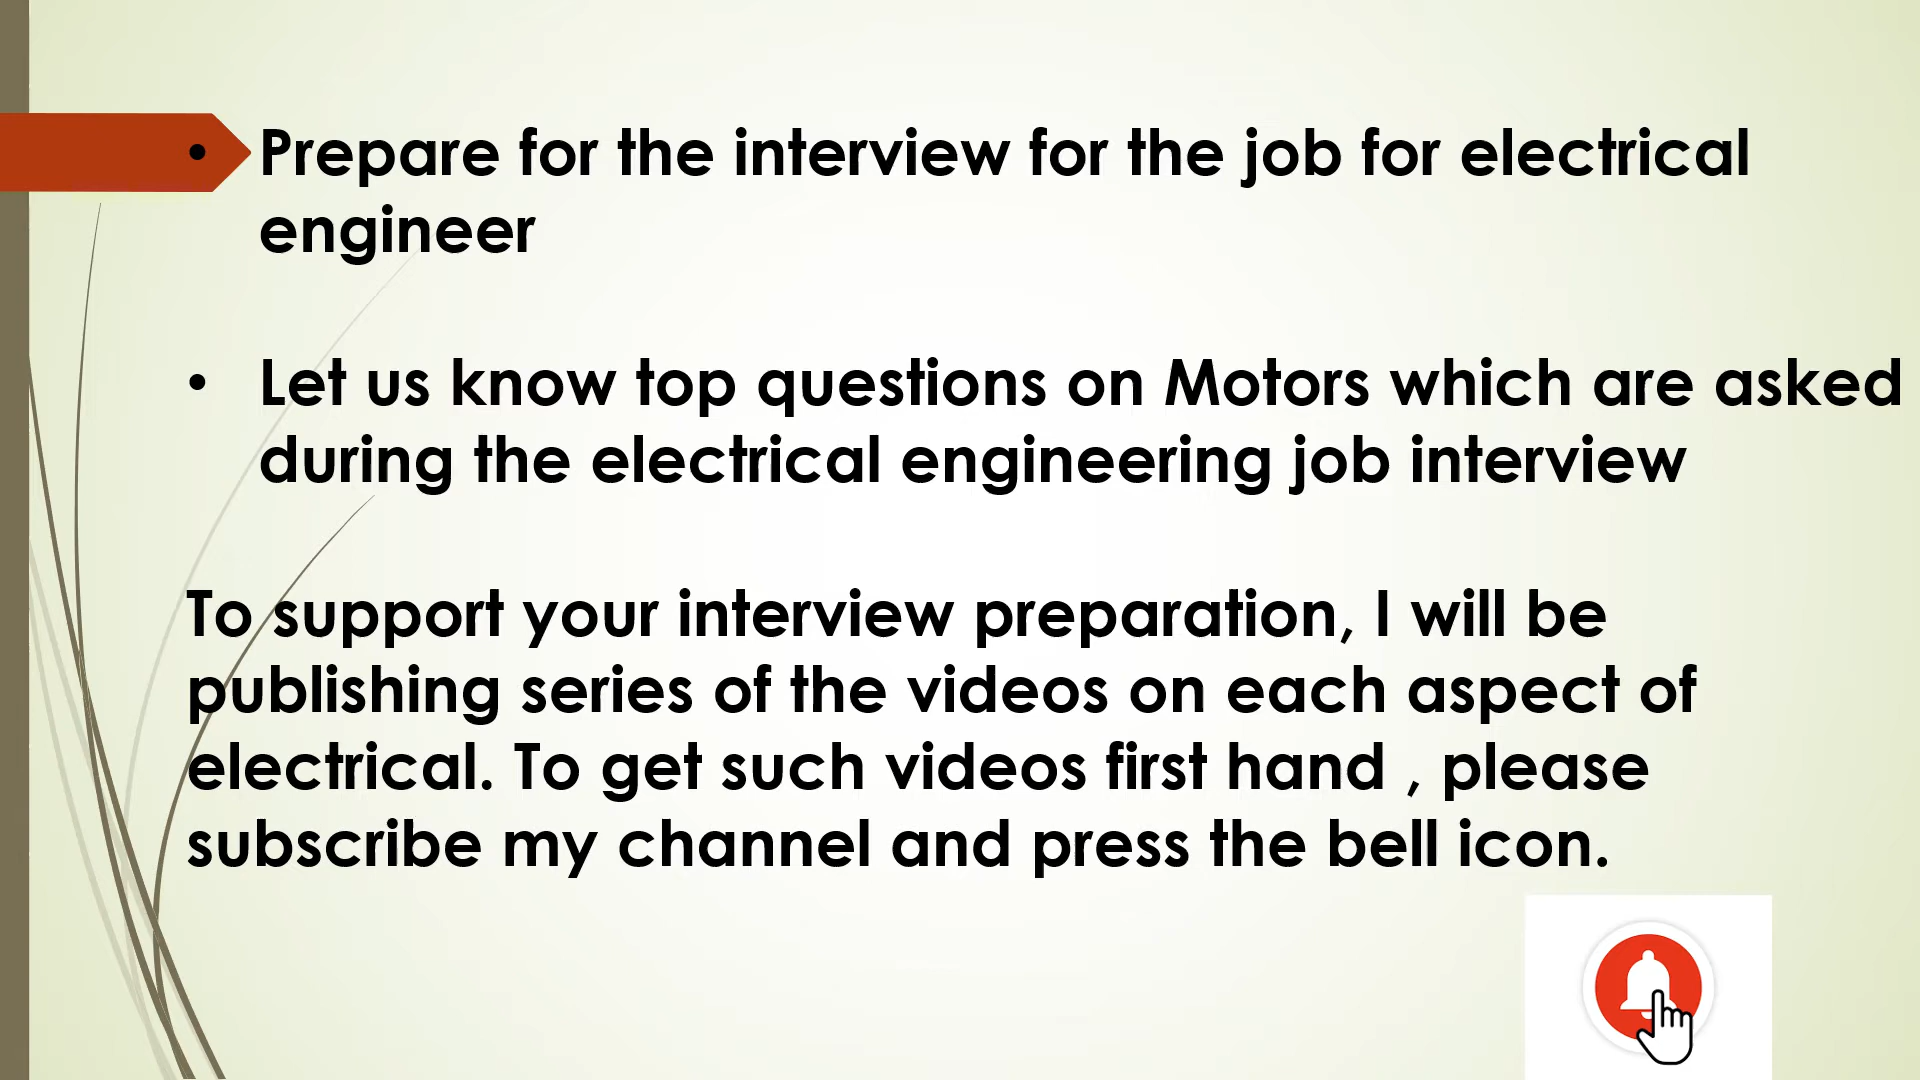 • Prepare for the interview for the job for electrical
engineer
• Let us know top questions on Motors which are asked
during the electrical engineering job interview
To support your interview preparation, I will be
publishing series of the videos on each aspect of
electrical. To get such videos first hand , please
subscribe my channel and press the bell icon.